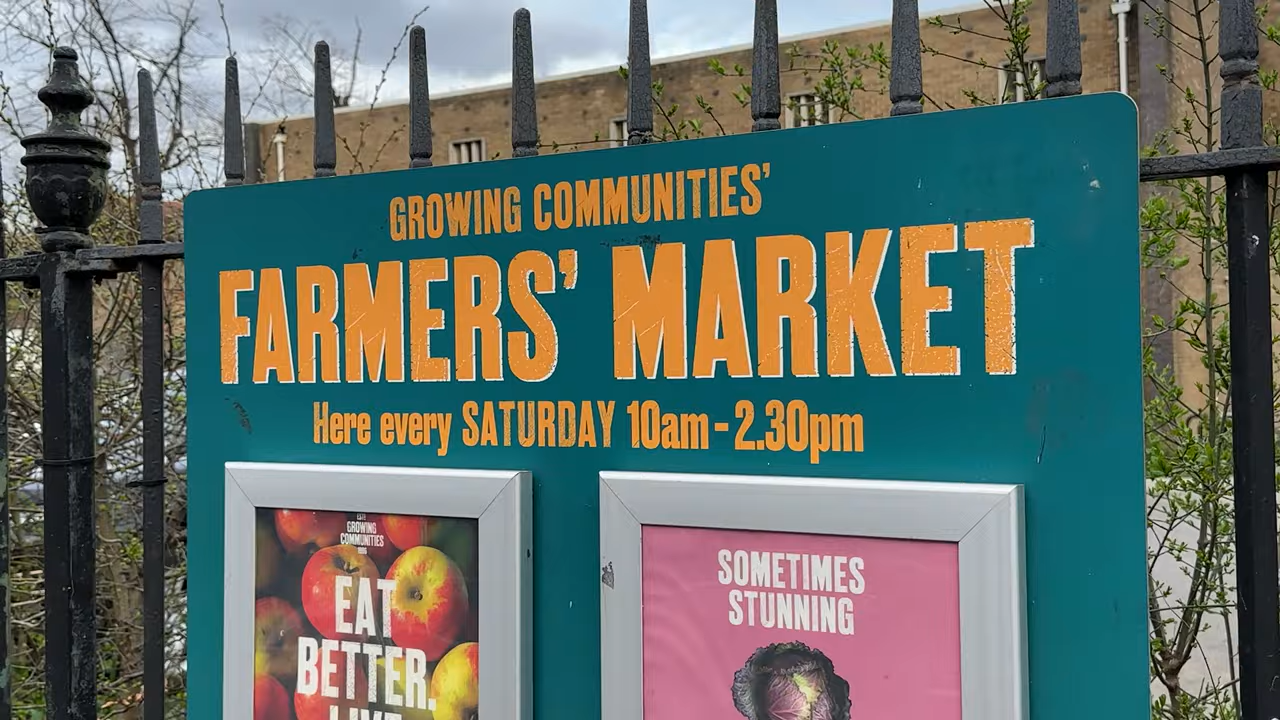 GROWING COMMUNITIES'
FARMERS' MARKET
Here every SATURDAY 10am-2.30pm
GROWING
COMMUNITIES
EAT
BETTER.
SOMETIMES
STUNNING